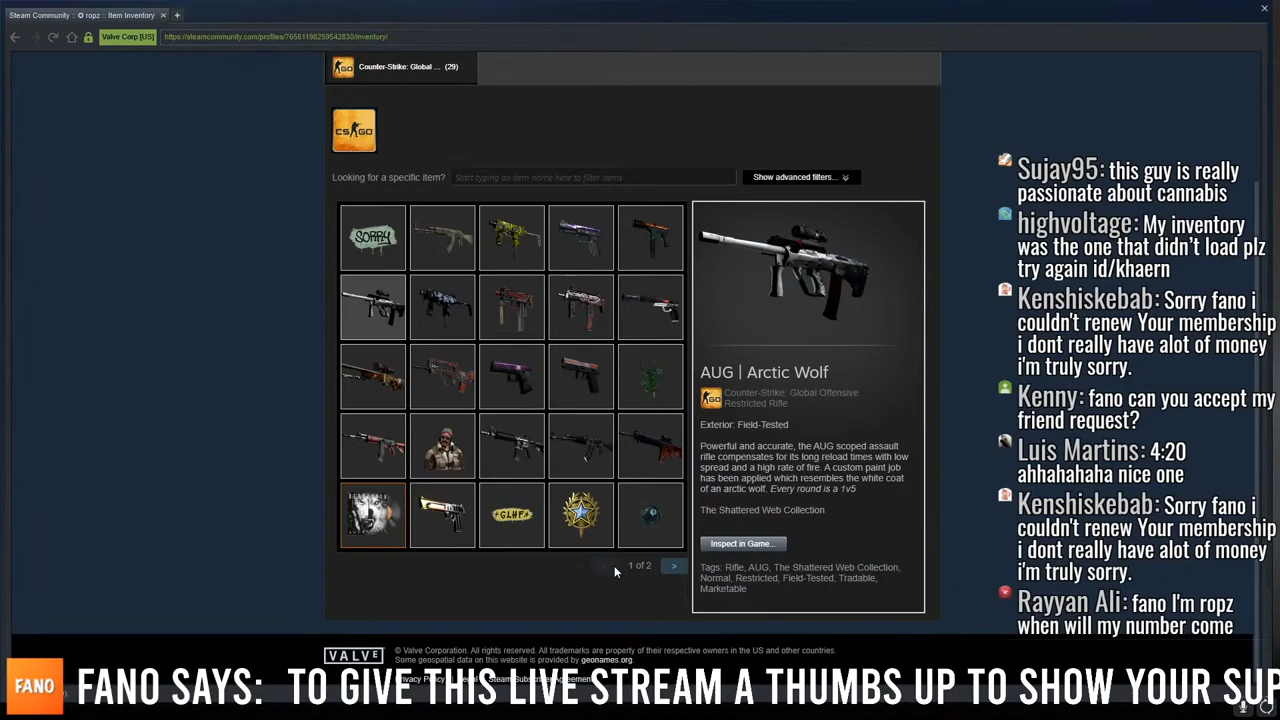 Steam Community :: ✪ ropz :: Item Inventory
Valve Corp [US]
https://steamcommunity.com/profiles/76561198259542830/inventory/
Counter-Strike: Global ... (29)
CS GO
Looking for a specific item?
Start typing an item name here to filter items
Show advanced filters...
SORRY
GLHF
1 of 2
AUG | Arctic Wolf
Counter-Strike: Global Offensive
Restricted Rifle
Exterior: Field-Tested
Powerful and accurate, the AUG scoped assault
rifle compensates for its long reload times with low
spread and a high rate of fire. A custom paint job
has been applied which resembles the white coat
of an arctic wolf. Every round is a 1v5
The Shattered Web Collection
Inspect in Game...
Tags: Rifle, AUG, The Shattered Web Collection,
Normal, Restricted, Field-Tested, Tradable,
Marketable
Sujay95: this guy is really
passionate about cannabis
highvoltage: My inventory
was the one that didn't load plz
try again id/khaern
Kenshiskebab: Sorry fano i
couldn't renew Your membership
i dont really have alot of money
i'm truly sorry.
Kenny: fano can you accept my
friend request?
Luis Martins: 4:20
ahhahahaha nice one
Kenshiskebab: Sorry fano i
couldn't renew Your membership
i dont really have alot of money
i'm truly sorry.
Rayyan Ali: fano I'm ropz
when will my number come
VALVE
© Valve Corporation. All rights reserved. All trademarks are property of their respective owners in the US and other countries.
Some geospatial data on this website is provided by geonames.org.
Privacy Policy
Steam Subscriber Agreement
FANO
FANO SAYS: TO GIVE THIS LIVE STREAM A THUMBS UP TO SHOW YOUR SUP